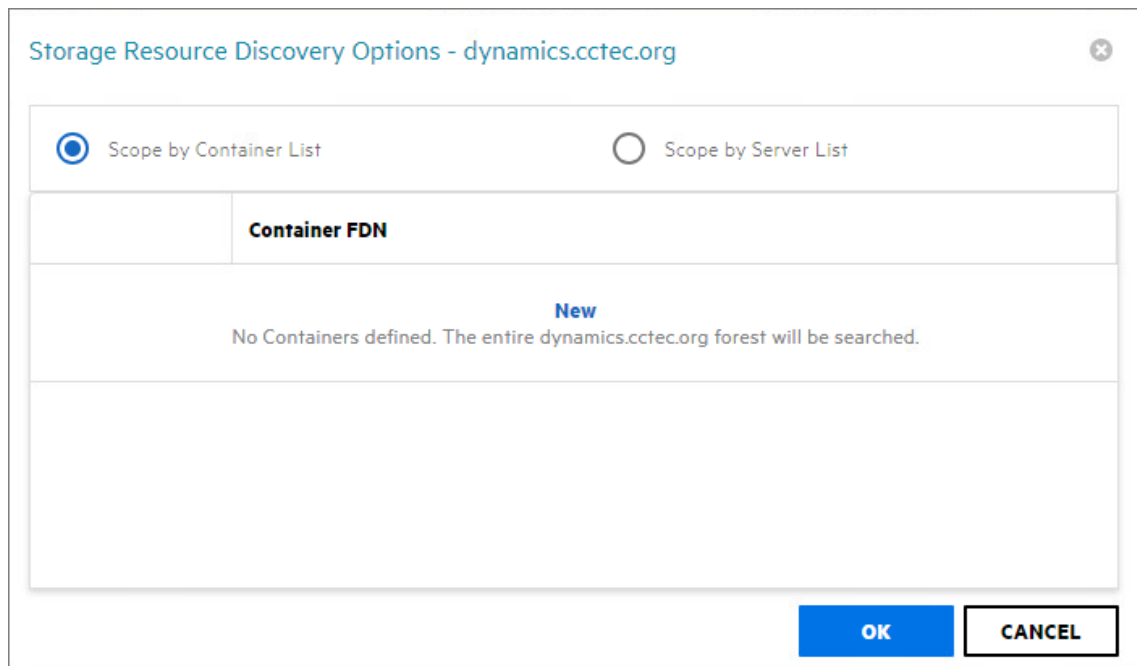 Storage Resource Discovery Options - dynamics.cctec.org
Scope by Container List
Scope by Server List
Container FDN
New
No Containers defined. The entire dynamics.cctec.org forest will be searched.
OK
CANCEL